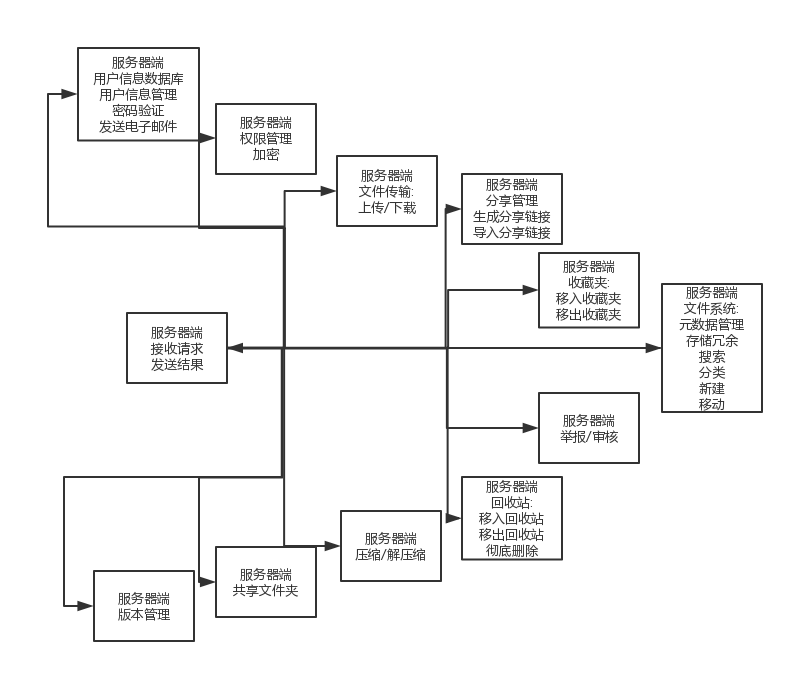 服务器端
用户信息数据库
用户信息管理
密码验证
发送电子邮件
服务器端
权限管理
加密
服务器端
文件传输:
上传/下载
服务器端
分享管理
生成分享链接
导入分享链接
服务器端
收藏夹:
移入收藏夹
移出收藏夹
服务器端
文件系统:
元数据管理
存储冗余
搜索
分类
新建
移动
服务器端
接收请求
发送结果
服务器端
举报/审核
服务器端
回收站:
移入回收站
移出回收站
彻底删除
服务器端
压缩/解压缩
服务器端
共享文件夹
服务器端
版本管理